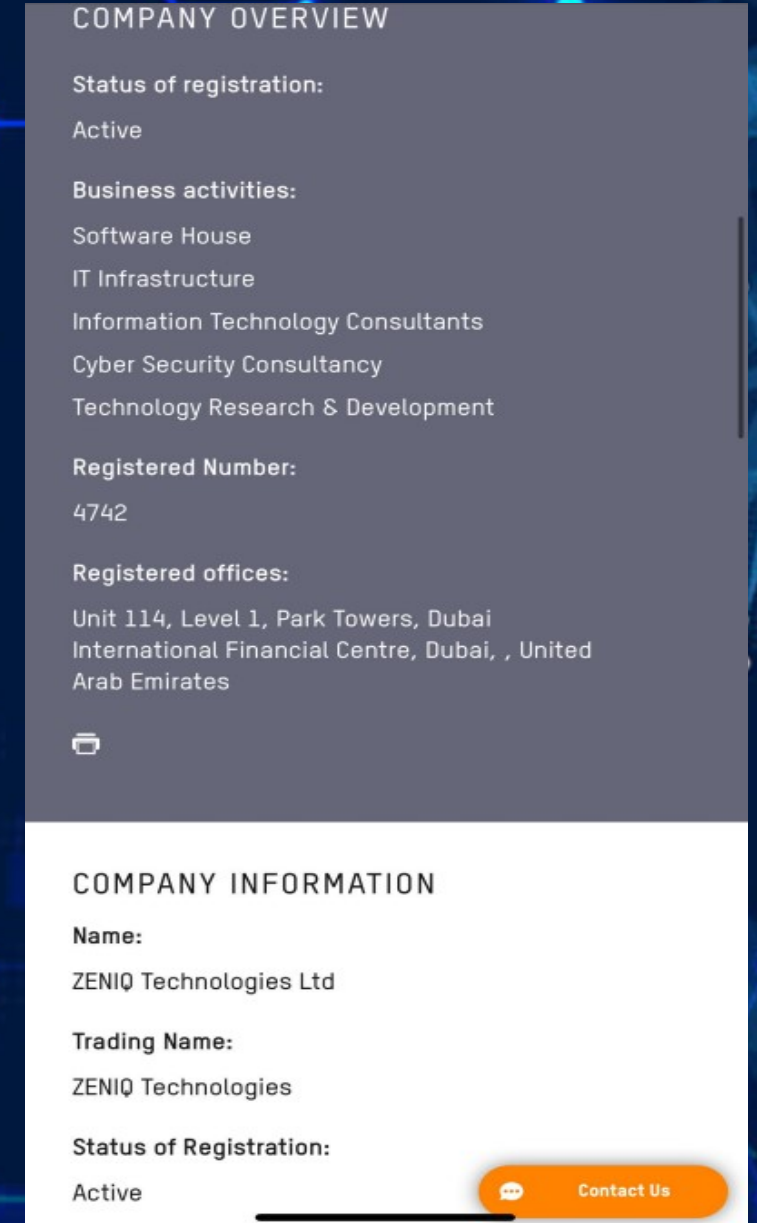 COMPANY OVERVIEW
Status of registration:
Active
Business activities:
Software House
IT Infrastructure
Information Technology Consultants
Cyber Security Consultancy
Technology Research & Development
Registered Number:
4742
Registered offices:
Unit 114, Level 1, Park Towers, Dubai
International Financial Centre, Dubai, , United
Arab Emirates
COMPANY INFORMATION
Name:
ZENIQ Technologies Ltd
Trading Name:
ZENIQ Technologies
Status of Registration:
Active
Contact Us